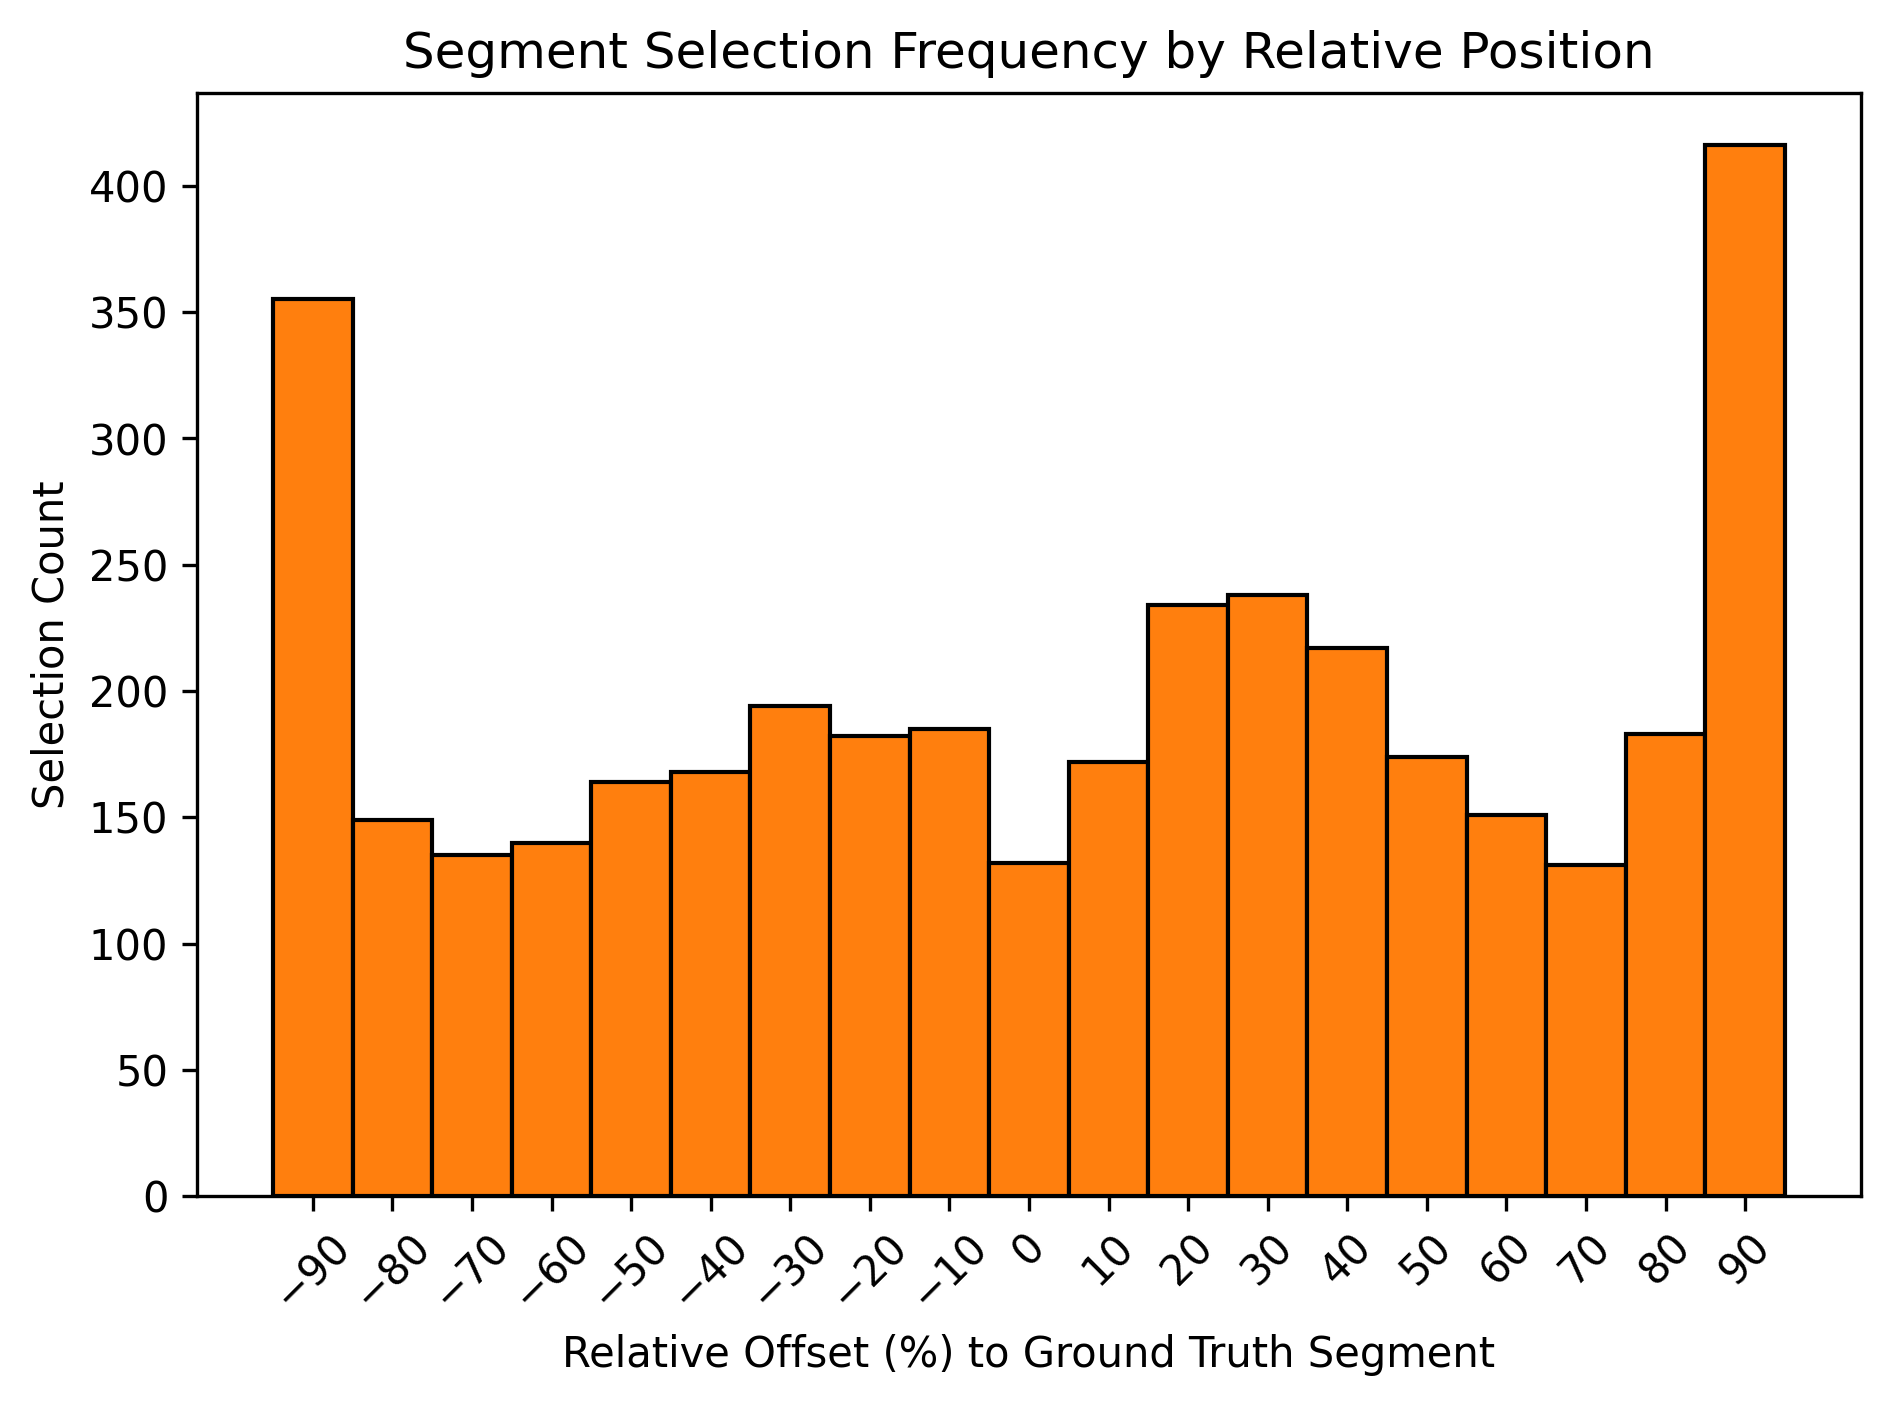 Segment Selection Frequency by Relative Position
Selection Count
400
350
300
250
200
150
100
50
0
−90 −80 −70 −60 −50 −40 −30 −20 −10 0 10 20 30 40 50 60 70 80 90
Relative Offset (%) to Ground Truth Segment